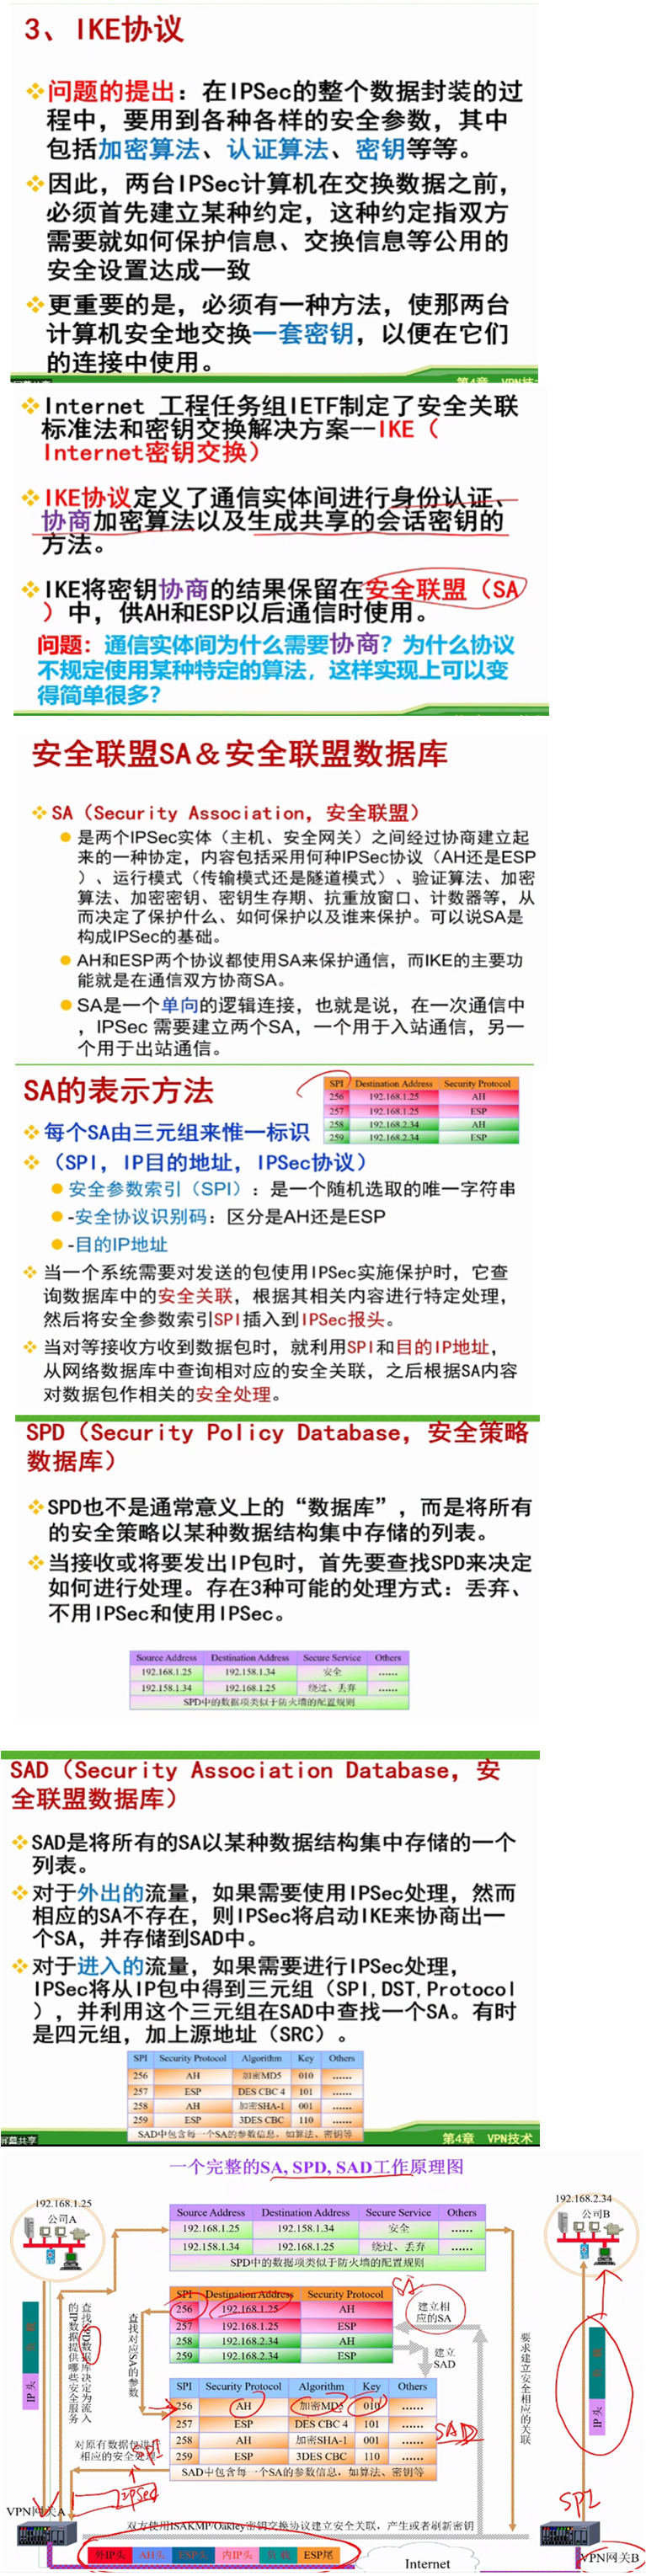 3、IKE协议
问题的提出：在IPSec的整个数据封装的过
程中，要用到各种各样的安全参数，其中
包括加密算法、认证算法、密钥等等。
因此，两台IPSec计算机在交换数据之前，
必须首先建立某种约定，这种约定指双方
需要就如何保护信息、交换信息等公用的
安全设置达成一致
更重要的是，必须有一种方法，使那两台
计算机安全地交换一套密钥，以便在它们
的连接中使用。
第4章 VPN技术
Internet 工程任务组IETF制定了安全关联
标准法和密钥交换解决方案--IKE（
Internet密钥交换）
IKE协议定义了通信实体间进行身份认证、
协商加密算法以及生成共享的会话密钥的
方法。
IKE将密钥协商的结果保留在安全联盟（SA
）中，供AH和ESP以后通信时使用。
问题：通信实体间为什么需要协商？为什么协议
不规定使用某种特定的算法，这样实现上可以变
得简单很多？
安全联盟SA＆安全联盟数据库
SA（Security Association，安全联盟）
是两个IPSec实体（主机、安全网关）之间经过协商建立起
来的一种协定，内容包括采用何种IPSec协议（AH还是ESP
）、运行模式（传输模式还是隧道模式）、验证算法、加密
算法、加密密钥、密钥生存期、抗重放窗口、计数器等，从
而决定了保护什么、如何保护以及谁来保护。可以说SA是
构成IPSec的基础。
AH和ESP两个协议都使用SA来保护通信，而IKE的主要功
能就是在通信双方协商SA。
SA是一个单向的逻辑连接，也就是说，在一次通信中
，IPSec 需要建立两个SA，一个用于入站通信，另一
个用于出站通信。
SA的表示方法
SPI Destination Address Security Protocol
256 192.168.1.25 AH
257 192.168.1.25 ESP
258 192.168.2.34 AH
259 192.168.2.34 ESP
每个SA由三元组来惟一标识
（SPI，IP目的地址，IPSec协议）
安全参数索引（SPI）：是一个随机选取的唯一字符串
-安全协议识别码：区分是AH还是ESP
-目的IP地址
当一个系统需要对发送的包使用IPSec实施保护时，它查
询数据库中的安全关联，根据其相关内容进行特定处理，
然后将安全参数索引SPI插入到IPSec报头。
当对等接收方收到数据包时，就利用SPI和目的IP地址，
从网络数据库中查询相对应的安全关联，之后根据SA内容
对数据包作相关的安全处理。
SPD（Security Policy Database，安全策略
数据库）
SPD也不是通常意义上的“数据库”，而是将所有
的安全策略以某种数据结构集中存储的列表。
当接收或将要发出IP包时，首先要查找SPD来决定
如何进行处理。存在3种可能的处理方式：丢弃、
不用IPSec和使用IPSec。
Source Address Destination Address Secure Service Others
192.168.1.25 192.158.1.34 安全 ……
192.158.1.34 192.168.1.25 绕过、丢弃 ……
SPD中的数据项类似于防火墙的配置规则
SAD（Security Association Database，安
全联盟数据库）
SAD是将所有的SA以某种数据结构集中存储的一个
列表。
对于外出的流量，如果需要使用IPSec处理，然而
相应的SA不存在，则IPSec将启动IKE来协商出一
个SA，并存储到SAD中。
对于进入的流量，如果需要进行IPSec处理，
IPSec将从IP包中得到三元组（SPI,DST,Protocol
），并利用这个三元组在SAD中查找一个SA。有时
是四元组，加上源地址（SRC）。
SPI Security Protocol Algorithm Key Others
256 AH 加密MD5 010 ……
257 ESP DES CBC 4 101 ……
258 AH 加密SHA-1 001 ……
259 ESP 3DES CBC 110 ……
SAD中包含每一个SA的参数信息，如算法、密钥等
屏幕共享
第4章 VPN技术
一个完整的SA, SPD, SAD工作原理图
192.168.1.25
公司A
192.168.2.34
公司B
Source Address Destination Address Secure Service Others
192.168.1.25 192.158.1.34 安全 ……
192.158.1.34 192.168.1.25 绕过、丢弃 ……
SPD中的数据项类似于防火墙的配置规则
SPI Destination Address Security Protocol
256 192.168.1.25 AH
257 192.168.1.25 ESP
258 192.168.2.34 AH
259 192.168.2.34 ESP
SA
建立相
应的SA
建立
SAD
查找对应SA的参数
查找SPD数据库决定为流入
的IP数据提供哪些安全服务
要求建立安全相应的关联
IP头
IP头
SPI Security Protocol Algorithm Key Others
256 AH 加密MD5 010 ……
257 ESP DES CBC 4 101 ……
258 AH 加密SHA-1 001 ……
259 ESP 3DES CBC 110 ……
SAD中包含每一个SA的参数信息，如算法、密钥等
SAD
对原有数据包进行
相应的安全处理
SPI
IPSec
SPI
VPN网关A
双方使用ISAKMP/Oakley密钥交换协议建立安全关联，产生或者刷新密钥
外IP头 AH头 ESP头 内IP头 负载 ESP尾
Internet
VPN网关B